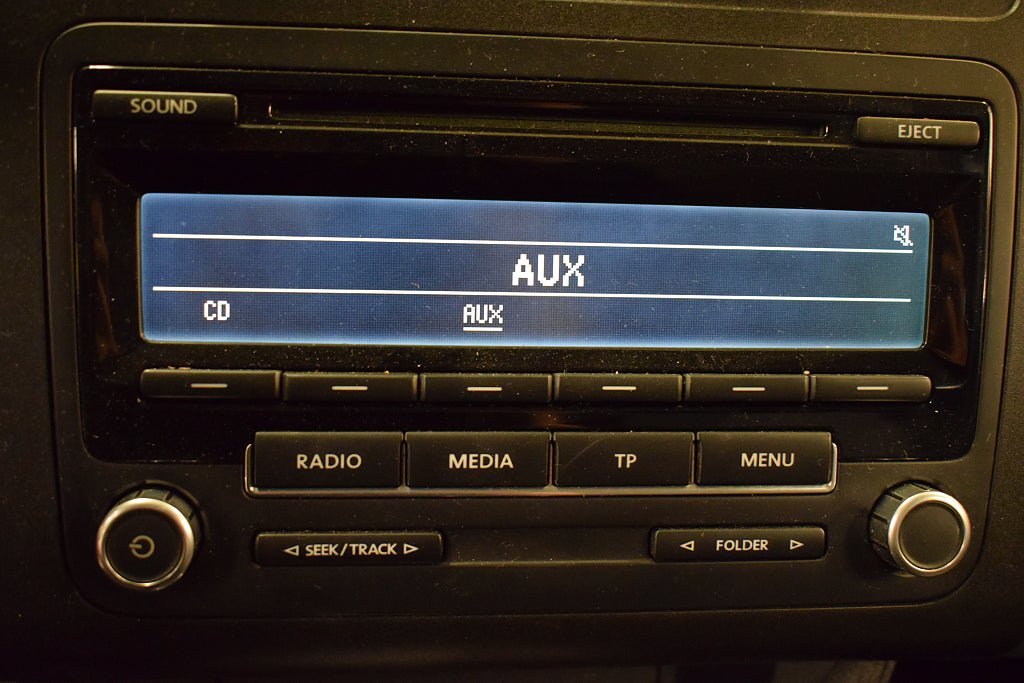 SOUND
EJECT
AUX
CD AUX
RADIO MEDIA TP MENU
SEEK/TRACK FOLDER